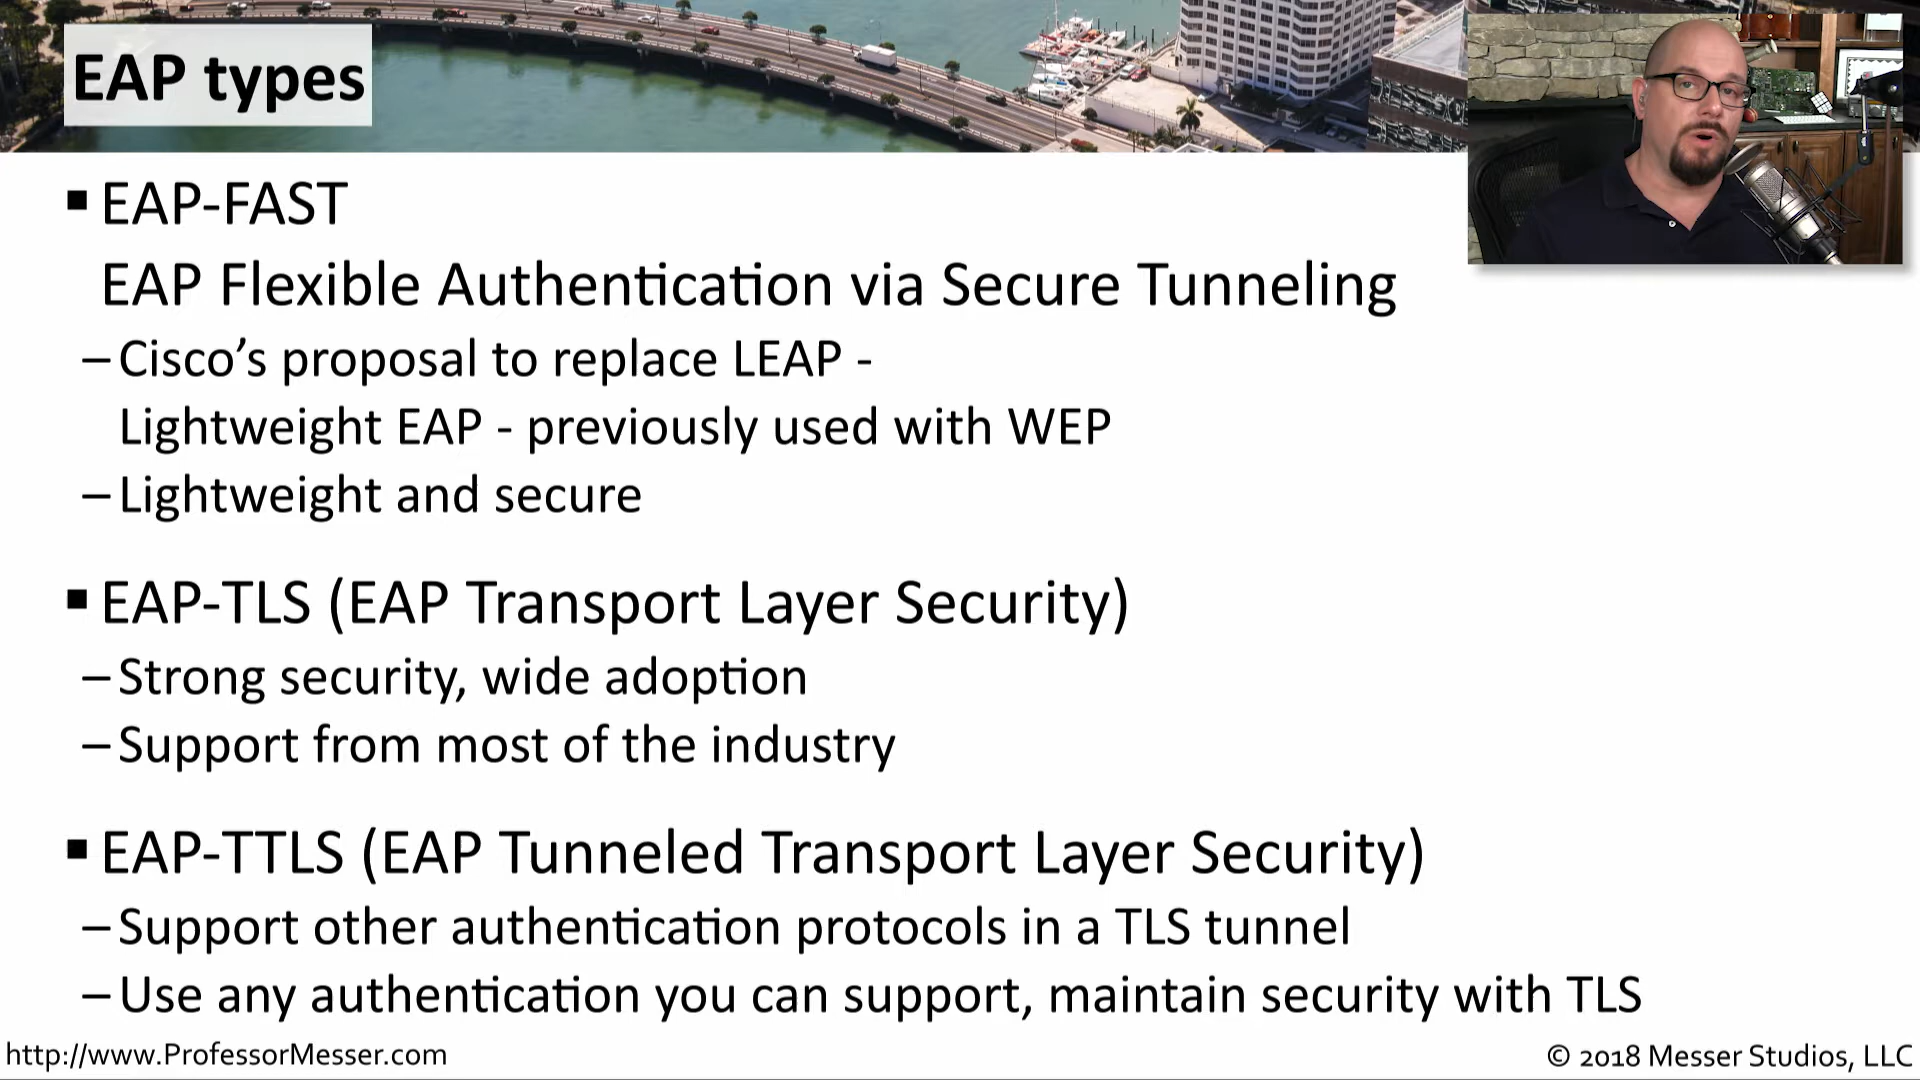 EAP types
▪ EAP-FAST
EAP Flexible Authentication via Secure Tunneling
– Cisco’s proposal to replace LEAP -
Lightweight EAP - previously used with WEP
– Lightweight and secure
▪ EAP-TLS (EAP Transport Layer Security)
– Strong security, wide adoption
– Support from most of the industry
▪ EAP-TTLS (EAP Tunneled Transport Layer Security)
– Support other authentication protocols in a TLS tunnel
– Use any authentication you can support, maintain security with TLS
http://www.ProfessorMesser.com
© 2018 Messer Studios, LLC